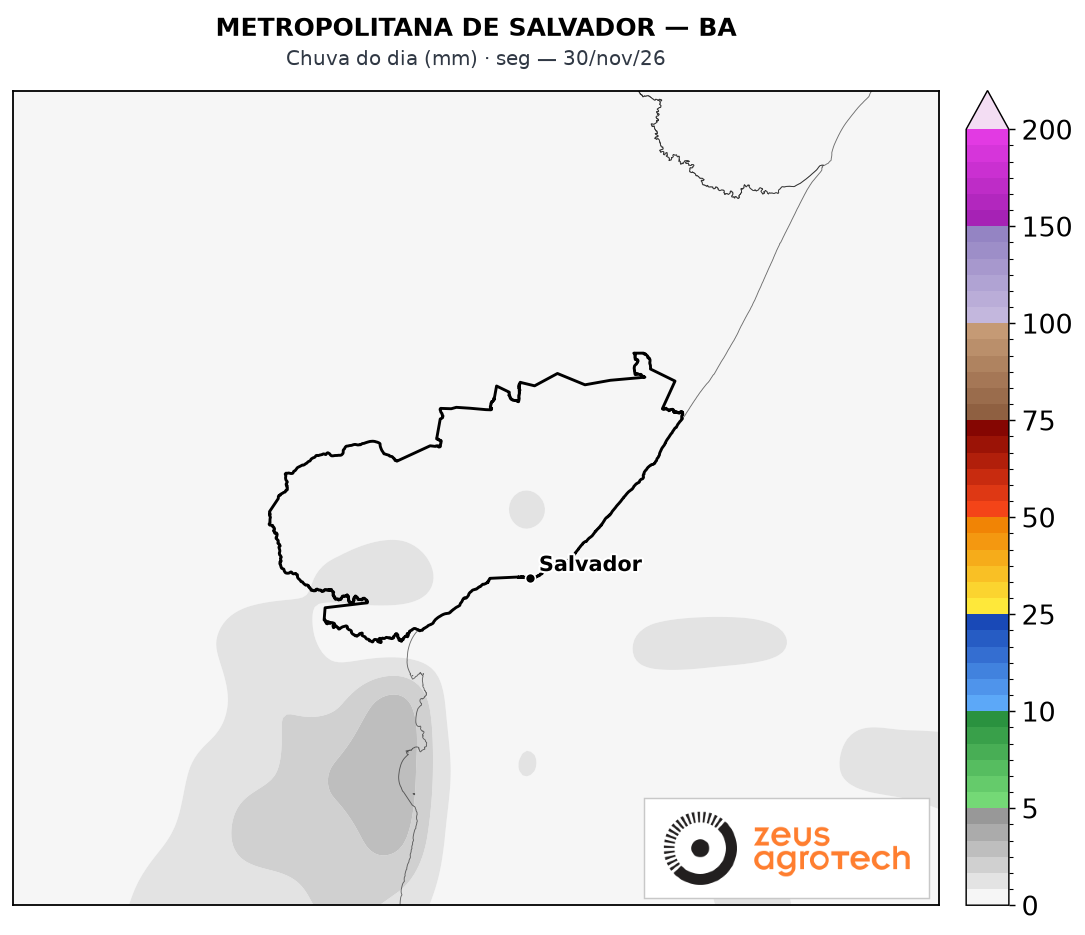 METROPOLITANA DE SALVADOR — BA
Chuva do dia (mm) · seg — 30/nov/26
200
150
100
75
50
25
10
5
0
Salvador
zeus
agroTech